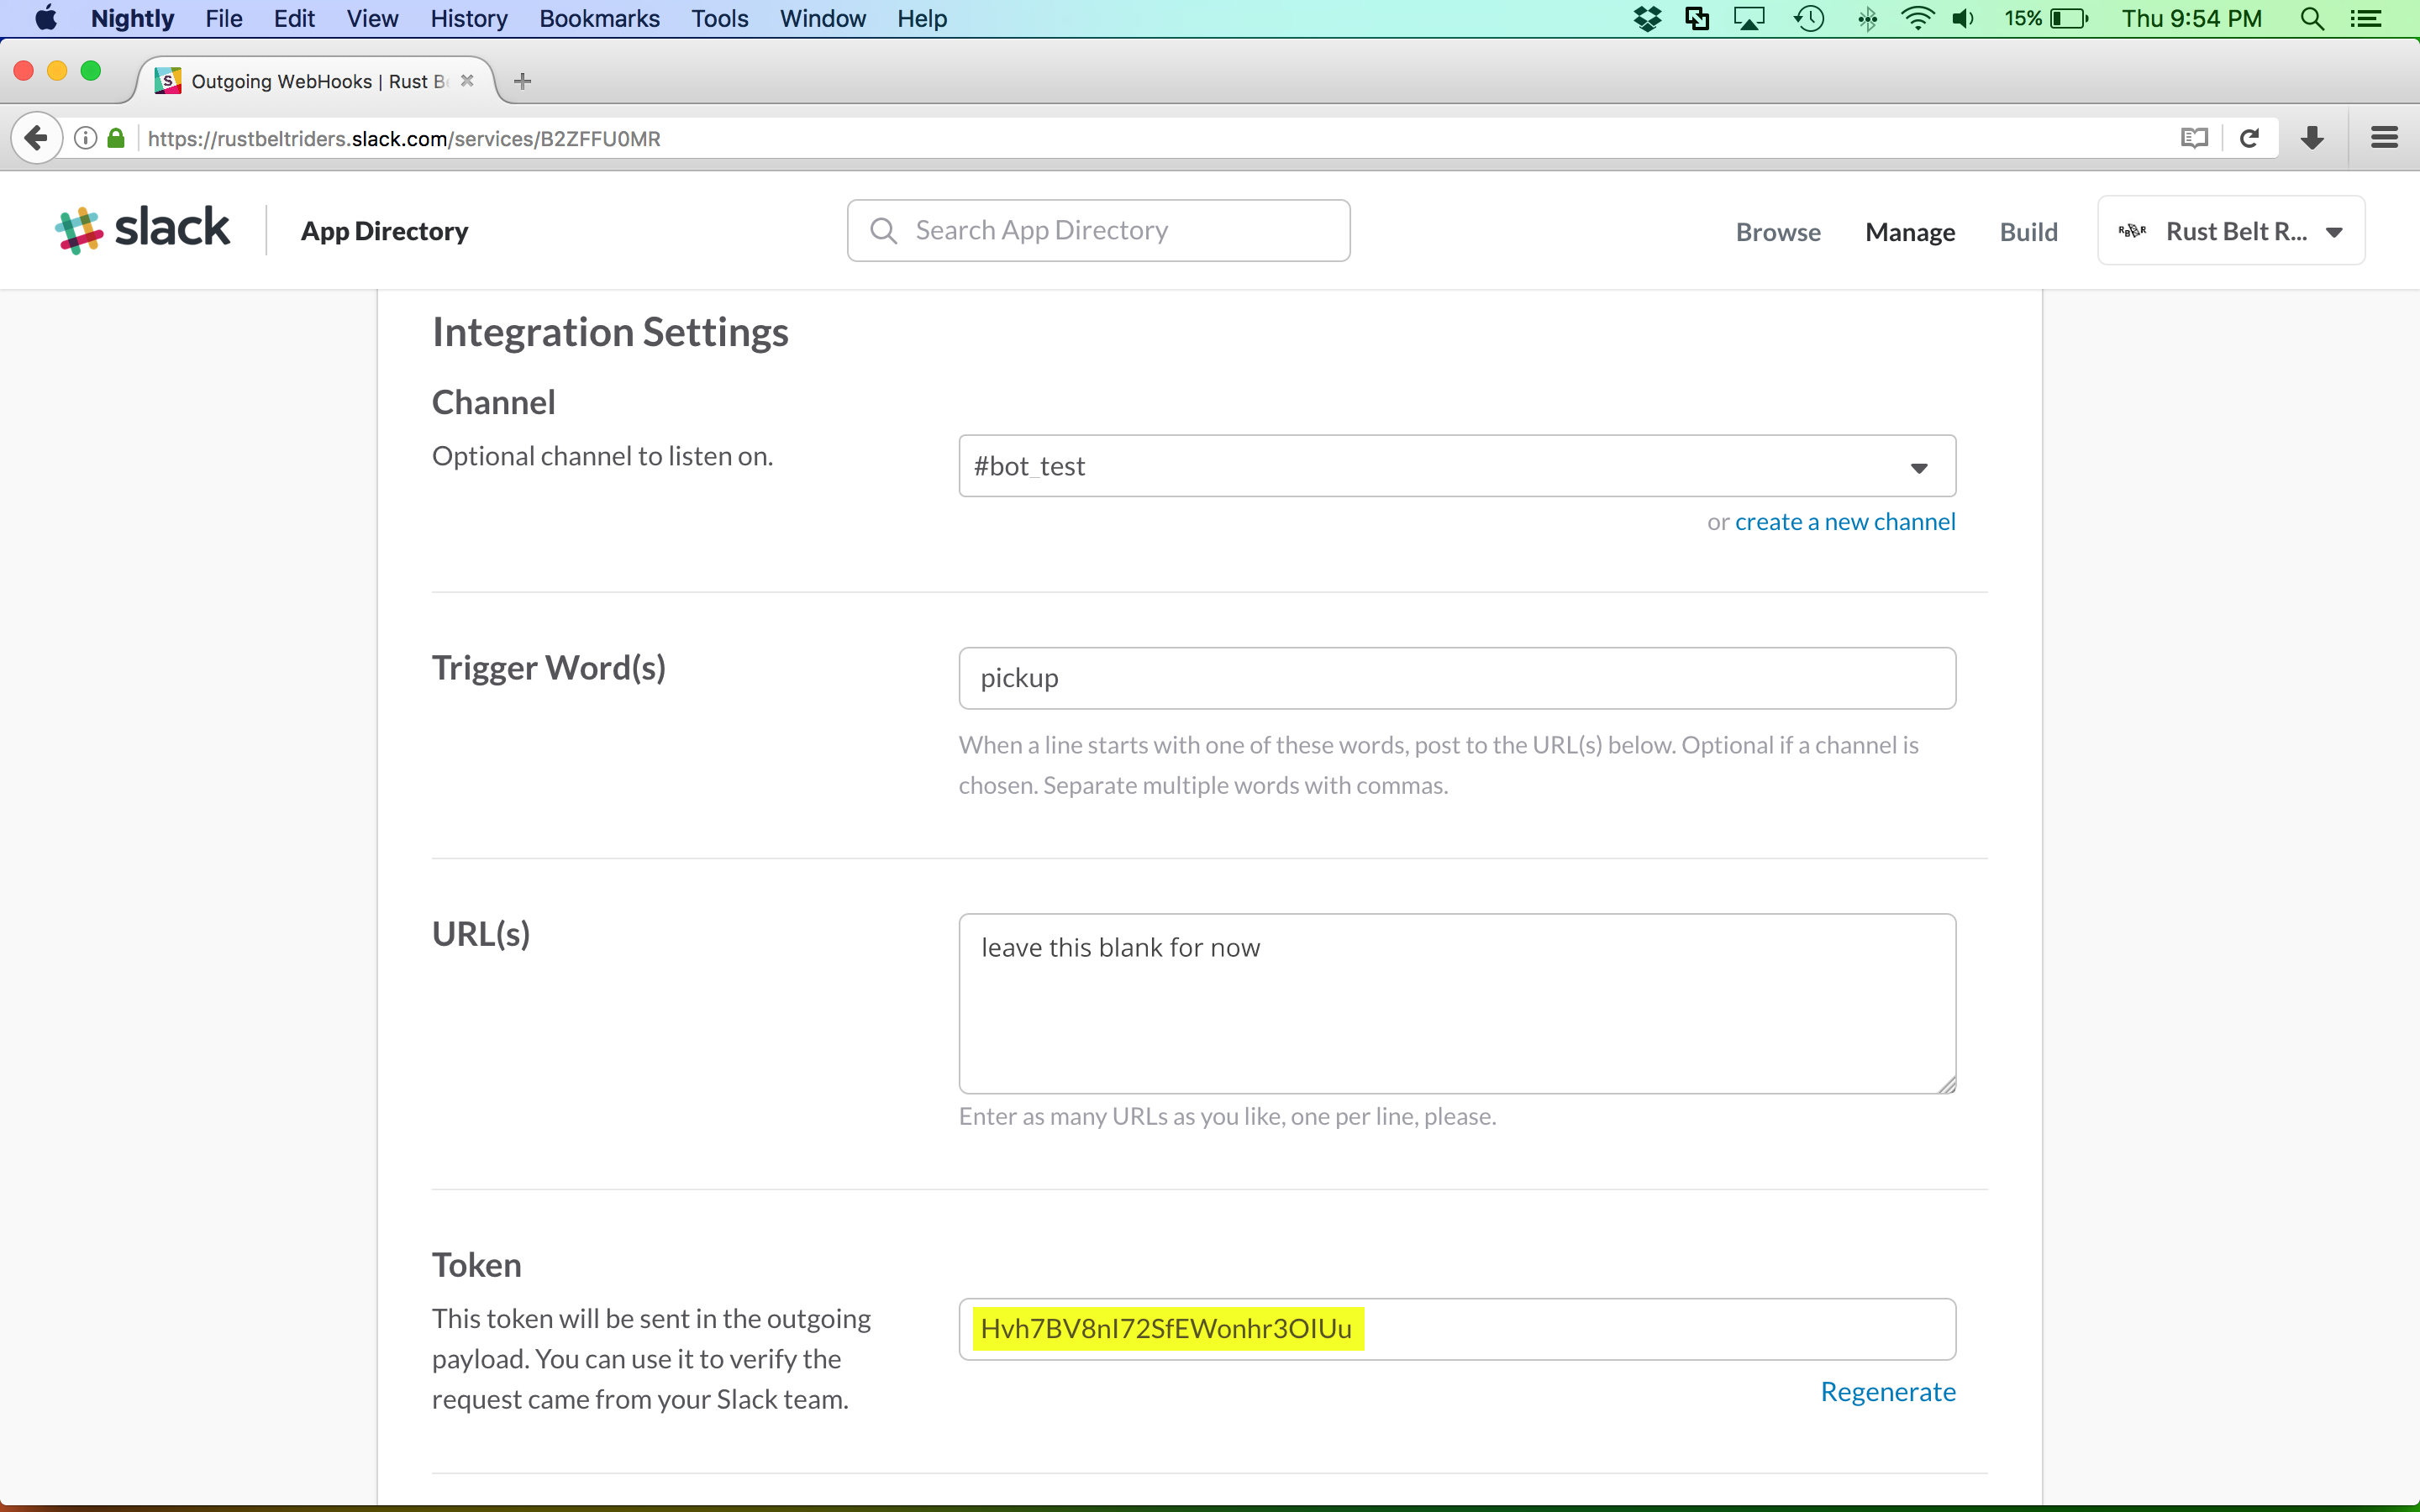 Nightly File Edit View History Bookmarks Tools Window Help 15% Thu 9:54 PM
Outgoing WebHooks | Rust Be
https://rustbeltriders.slack.com/services/B2ZFFU0MR
slack App Directory Search App Directory Browse Manage Build Rust Belt R...
Integration Settings
Channel
Optional channel to listen on.
#bot_test
or create a new channel
Trigger Word(s)
pickup
When a line starts with one of these words, post to the URL(s) below. Optional if a channel is
chosen. Separate multiple words with commas.
URL(s)
leave this blank for now
Enter as many URLs as you like, one per line, please.
Token
This token will be sent in the outgoing
payload. You can use it to verify the
request came from your Slack team.
Hvh7BV8nI72SfEWonhr3OIUu
Regenerate